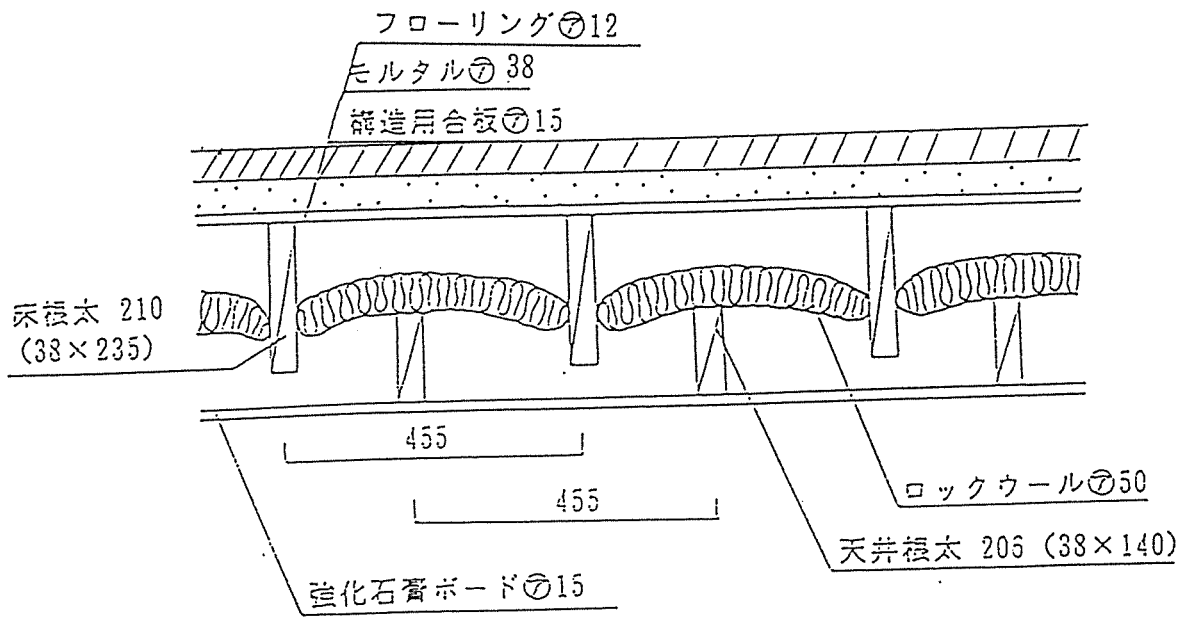 フローリング㋐12
モルタル㋐38
構造用合板㋐15
床根太 210
(38×235)
455
455
ロックウール㋐50
天井根太 206 (38×140)
強化石膏ボード㋐15